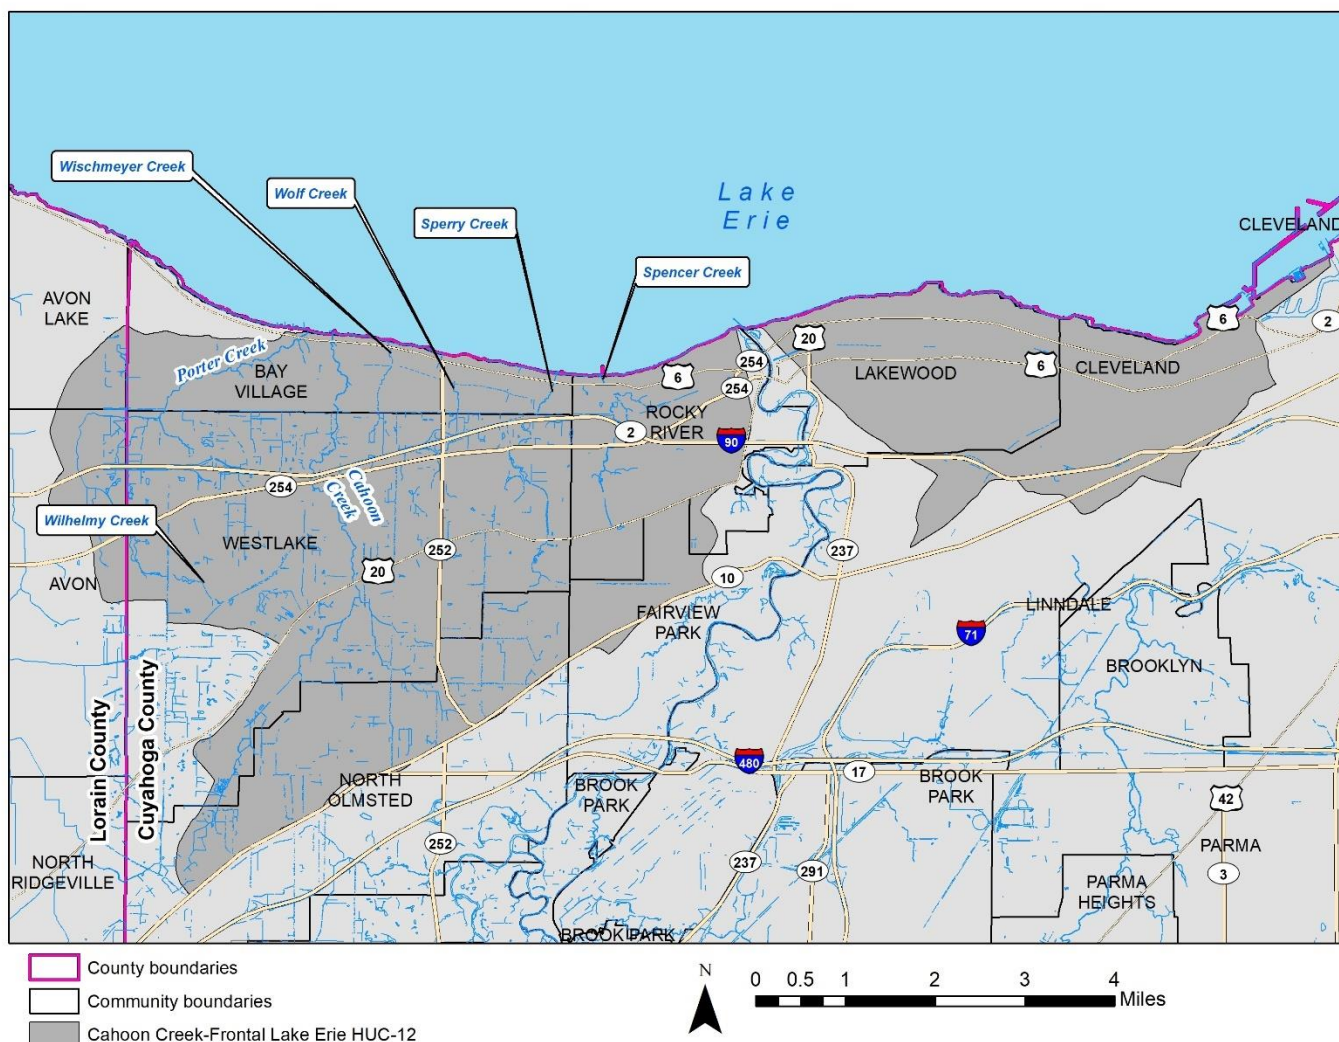 Wischmeyer Creek
Wolf Creek
Sperry Creek
Spencer Creek
Lake
Erie
CLEVELAND
AVON
LAKE
Porter Creek
BAY
VILLAGE
6
254
20
254
LAKEWOOD
6
CLEVELAND
6
2
ROCKY
RIVER
2
90
254
Cahoon
Creek
Wilhelmy Creek
WESTLAKE
20
252
237
10
AVON
FAIRVIEW
PARK
LINNDALE
71
BROOKLYN
Lorain County
Cuyahoga County
NORTH
OLMSTED
480
BROOK
PARK
17
BROOK
PARK
42
252
237
291
PARMA
3
NORTH
RIDGEVILLE
PARMA
HEIGHTS
BROOK PARK
County boundaries
Community boundaries
Cahoon Creek-Frontal Lake Erie HUC-12
N
0 0.5 1 2 3 4
Miles